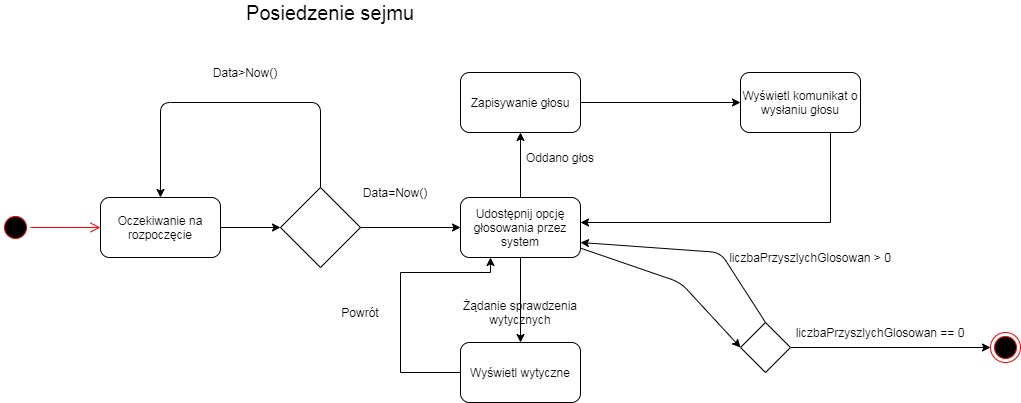 Posiedzenie sejmu
Data>Now()
Zapisywanie głosu
Wyświetl komunikat o
wysłaniu głosu
Oddano głos
Data=Now()
Oczekiwanie na
rozpoczęcie
Udostępnij opcję
głosowania przez
system
liczbaPrzyszlychGlosowan > 0
Powrót
Żądanie sprawdzenia
wytycznych
liczbaPrzyszlychGlosowan == 0
Wyświetl wytyczne